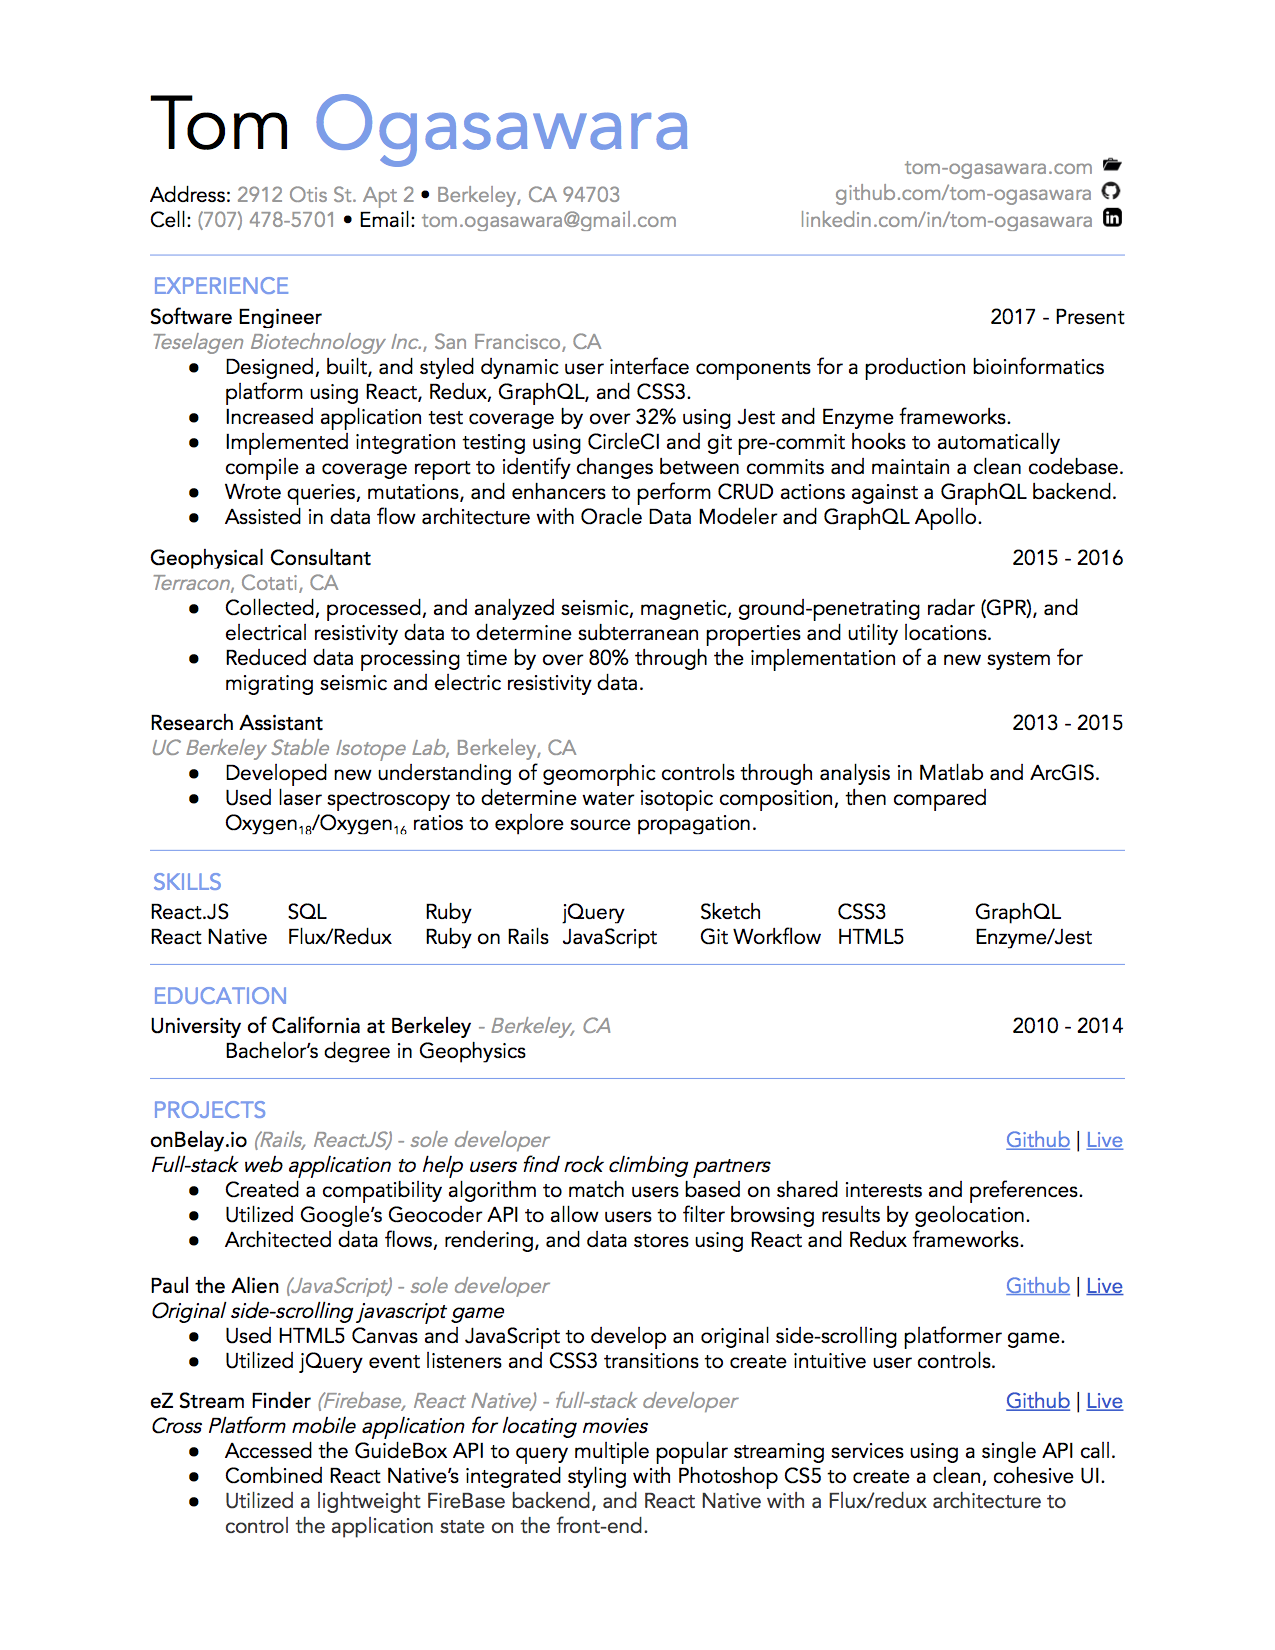 Tom Ogasawara
tom-ogasawara.com
Address: 2912 Otis St. Apt 2 • Berkeley, CA 94703
github.com/tom-ogasawara
Cell: (707) 478-5701 • Email: tom.ogasawara@gmail.com
linkedin.com/in/tom-ogasawara
EXPERIENCE
Software Engineer 2017 - Present
Teselagen Biotechnology Inc., San Francisco, CA
● Designed, built, and styled dynamic user interface components for a production bioinformatics
platform using React, Redux, GraphQL, and CSS3.
● Increased application test coverage by over 32% using Jest and Enzyme frameworks.
● Implemented integration testing using CircleCI and git pre-commit hooks to automatically
compile a coverage report to identify changes between commits and maintain a clean codebase.
● Wrote queries, mutations, and enhancers to perform CRUD actions against a GraphQL backend.
● Assisted in data flow architecture with Oracle Data Modeler and GraphQL Apollo.
Geophysical Consultant 2015 - 2016
Terracon, Cotati, CA
● Collected, processed, and analyzed seismic, magnetic, ground-penetrating radar (GPR), and
electrical resistivity data to determine subterranean properties and utility locations.
● Reduced data processing time by over 80% through the implementation of a new system for
migrating seismic and electric resistivity data.
Research Assistant 2013 - 2015
UC Berkeley Stable Isotope Lab, Berkeley, CA
● Developed new understanding of geomorphic controls through analysis in Matlab and ArcGIS.
● Used laser spectroscopy to determine water isotopic composition, then compared
Oxygen18/Oxygen16 ratios to explore source propagation.
SKILLS
React.JS SQL Ruby jQuery Sketch CSS3 GraphQL
React Native Flux/Redux Ruby on Rails JavaScript Git Workflow HTML5 Enzyme/Jest
EDUCATION
University of California at Berkeley - Berkeley, CA 2010 - 2014
Bachelor's degree in Geophysics
PROJECTS
onBelay.io (Rails, ReactJS) - sole developer Github | Live
Full-stack web application to help users find rock climbing partners
● Created a compatibility algorithm to match users based on shared interests and preferences.
● Utilized Google's Geocoder API to allow users to filter browsing results by geolocation.
● Architected data flows, rendering, and data stores using React and Redux frameworks.
Paul the Alien (JavaScript) - sole developer Github | Live
Original side-scrolling javascript game
● Used HTML5 Canvas and JavaScript to develop an original side-scrolling platformer game.
● Utilized jQuery event listeners and CSS3 transitions to create intuitive user controls.
eZ Stream Finder (Firebase, React Native) - full-stack developer Github | Live
Cross Platform mobile application for locating movies
● Accessed the GuideBox API to query multiple popular streaming services using a single API call.
● Combined React Native's integrated styling with Photoshop CS5 to create a clean, cohesive UI.
● Utilized a lightweight FireBase backend, and React Native with a Flux/redux architecture to
control the application state on the front-end.